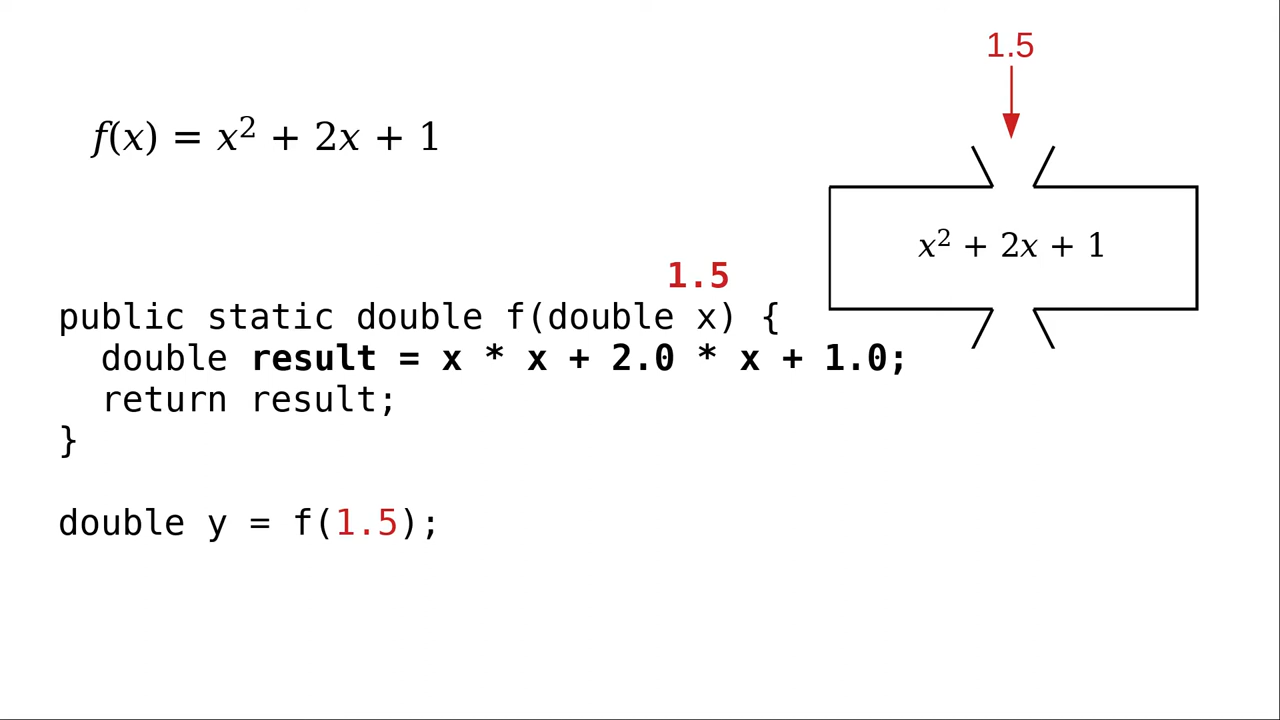 1.5
f(x) = x² + 2x + 1
x² + 2x + 1
1.5
public static double f(double x) {
  double result = x * x + 2.0 * x + 1.0;
  return result;
}
double y = f(1.5);